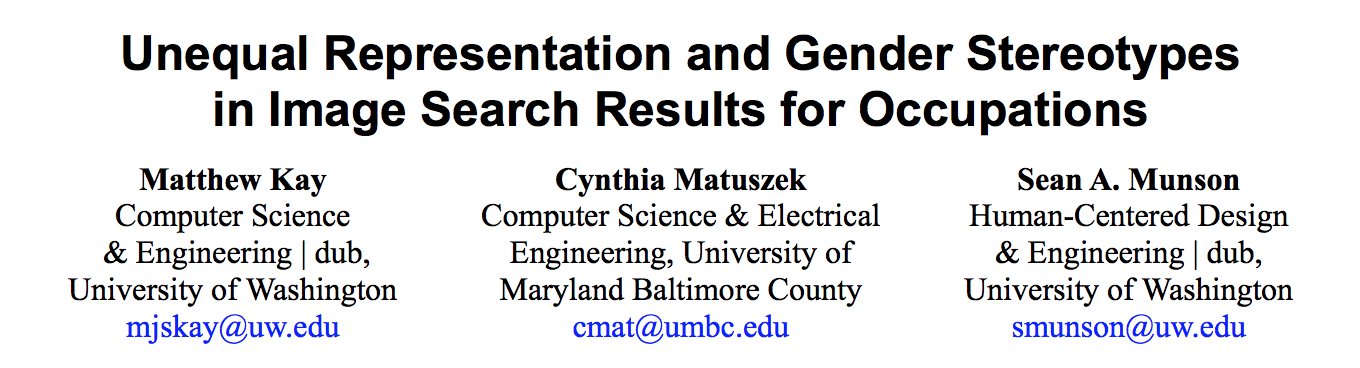 Unequal Representation and Gender Stereotypes
in Image Search Results for Occupations
Matthew Kay
Computer Science
& Engineering | dub,
University of Washington
mjskay@uw.edu
Cynthia Matuszek
Computer Science & Electrical
Engineering, University of
Maryland Baltimore County
cmat@umbc.edu
Sean A. Munson
Human-Centered Design
& Engineering | dub,
University of Washington
smunson@uw.edu